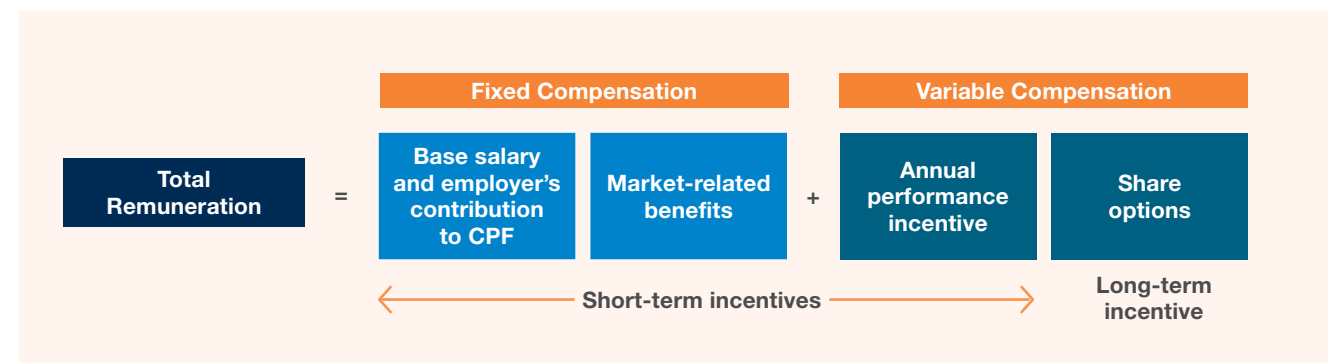 Fixed Compensation
Variable Compensation
Total
Remuneration
=
Base salary
and employer's
contribution
to CPF
Market-related
benefits
+
Annual
performance
incentive
Share
options
Short-term incentives
Long-term
incentive